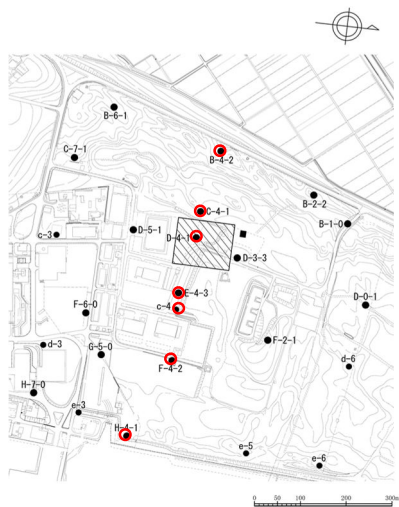 B-6-1
B-4-2
C-7-1
B-2-2
C-4-1
B-1-0
c-3
D-5-1
D-4-1
D-3-3
E-4-3
D-0-1
c-4
F-6-0
F-2-1
d-3
G-5-0
F-4-2
d-6
H-7-0
e-3
H-4-1
e-5
e-6
0 50 100 200 300m